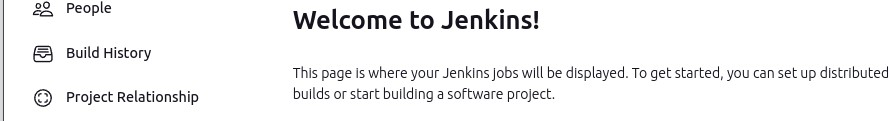 People
Build History
Project Relationship
Welcome to Jenkins!
This page is where your Jenkins jobs will be displayed. To get started, you can set up distributed
builds or start building a software project.